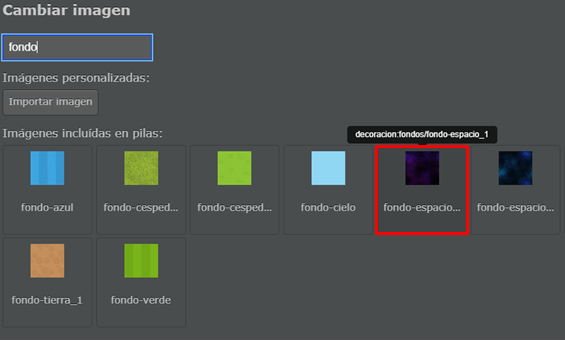 Cambiar imagen
fondo
Imágenes personalizadas:
Importar imagen
Imágenes incluidas en pilas:
decoracion:fondos/fondo-espacio_1
fondo-azul
fondo-cesped...
fondo-cesped...
fondo-cielo
fondo-espacio...
fondo-espacio...
fondo-tierra_1
fondo-verde